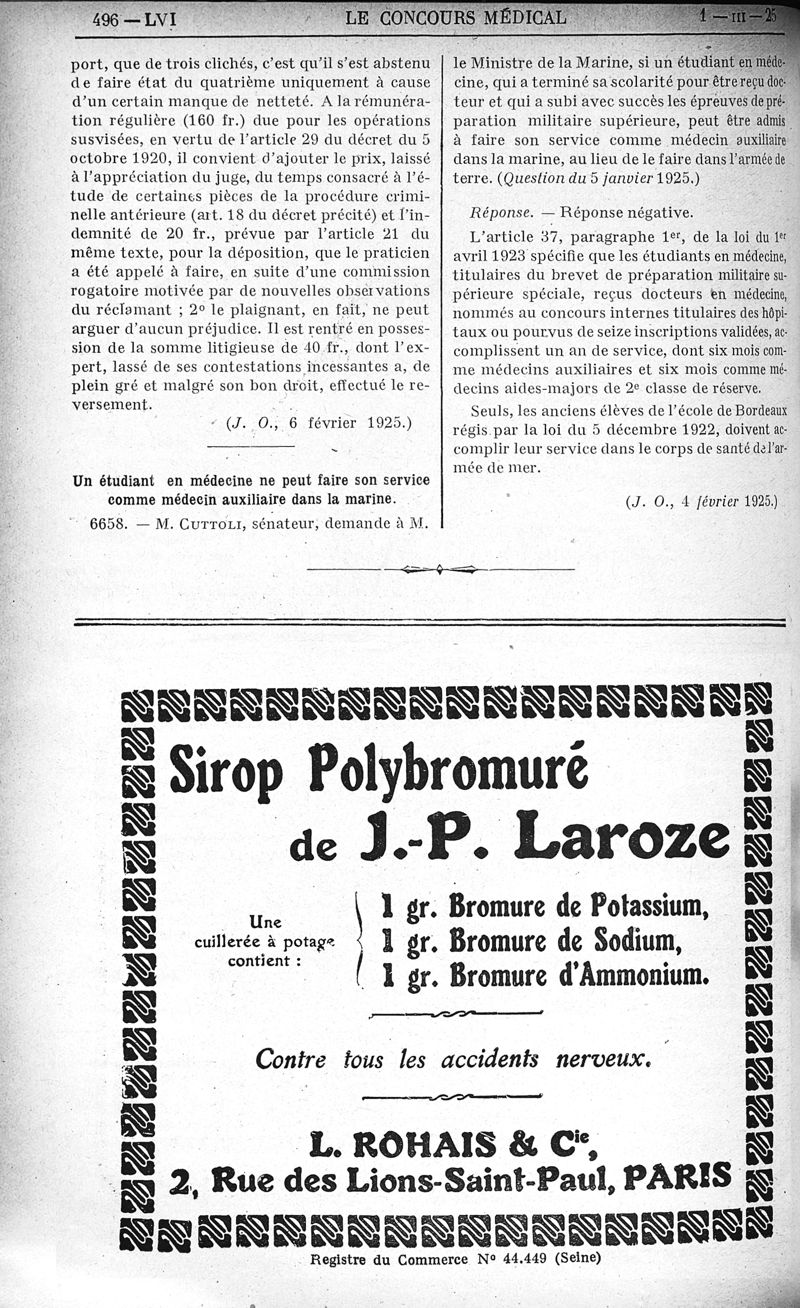 496 — LVI
LE CONCOURS MÉDICAL
1 — III — 25
port, que de trois clichés, c'est qu'il s'est abstenu
de faire état du quatrième uniquement à cause
d'un certain manque de netteté. A la rémunéra-
tion régulière (160 fr.) due pour les opérations
susvisées, en vertu de l'article 29 du décret du 5
octobre 1920, il convient d'ajouter le prix, laissé
à l'appréciation du juge, du temps consacré à l'é-
tude de certaines pièces de la procédure crimi-
nelle antérieure (art. 18 du décret précité) et l'in-
demnité de 20 fr., prévue par l'article 21 du
même texte, pour la déposition, que le praticien
a été appelé à faire, en suite d'une commission
rogatoire motivée par de nouvelles observations
du réclamant ; 2º le plaignant, en fait, ne peut
arguer d'aucun préjudice. Il est rentré en posses-
sion de la somme litigieuse de 40 fr., dont l'ex-
pert, lassé de ses contestations incessantes a, de
plein gré et malgré son bon droit, effectué le re-
versement.
(J. O., 6 février 1925.)
Un étudiant en médecine ne peut faire son service
comme médecin auxiliaire dans la marine.
6658. — M. CUTTOLI, sénateur, demande à M.
le Ministre de la Marine, si un étudiant en méde-
cine, qui a terminé sa scolarité pour être reçu doc-
teur et qui a subi avec succès les épreuves de pré-
paration militaire supérieure, peut être admis
à faire son service comme médecin auxiliaire
dans la marine, au lieu de le faire dans l'armée de
terre. (Question du 5 janvier 1925.)
Réponse. — Réponse négative.
L'article 37, paragraphe 1er, de la loi du 1er
avril 1923 spécifie que les étudiants en médecine,
titulaires du brevet de préparation militaire su-
périeure spéciale, reçus docteurs en médecine,
nommés au concours internes titulaires des hôpi-
taux ou pourvus de seize inscriptions validées, ac-
complissent un an de service, dont six mois com-
me médecins auxiliaires et six mois comme mé-
decins aides-majors de 2e classe de réserve.
Seuls, les anciens élèves de l'école de Bordeaux
régis par la loi du 5 décembre 1922, doivent ac-
complir leur service dans le corps de santé de l'ar-
mée de mer.
(J. O., 4 février 1925.)
Sirop Polybromuré
de J.-P. Laroze
Une
cuillerée à potage
contient :
1 gr. Bromure de Potassium,
1 gr. Bromure de Sodium,
1 gr. Bromure d'Ammonium.
Contre tous les accidents nerveux.
L. ROHAIS & Cie,
2, Rue des Lions-Saint-Paul, PARIS
Registre du Commerce Nº 44.449 (Seine)